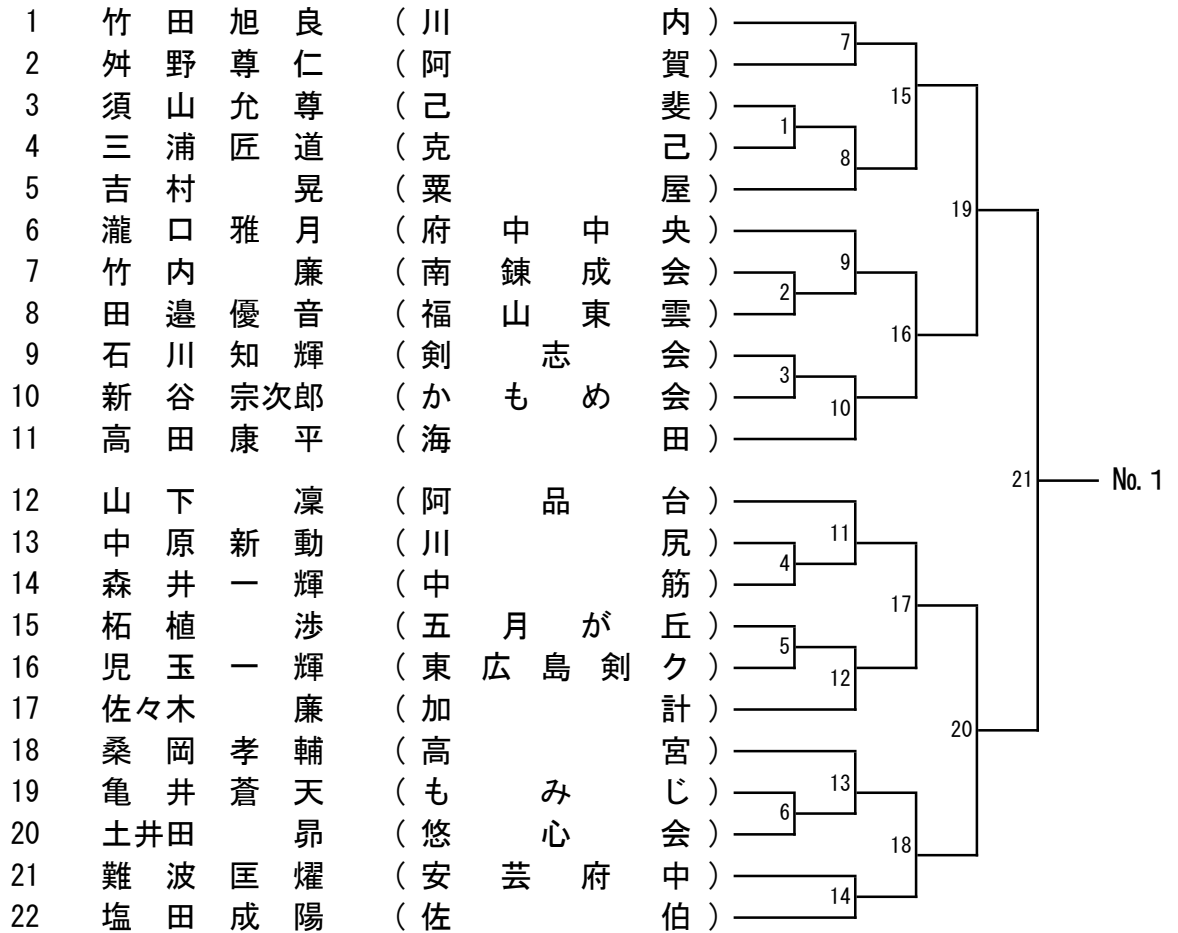 1 竹田旭良 (川内)
2 舛野尊仁 (阿賀)
3 須山允尊 (己斐)
4 三浦匠道 (克己)
5 吉村晃 (粟屋)
6 瀧口雅月 (府中中央)
7 竹内廉 (南錬成会)
8 田邉優音 (福山東雲)
9 石川知輝 (剣志会)
10 新谷宗次郎 (かもめ会)
11 高田康平 (海田)
12 山下凜 (阿品台)
13 中原新動 (川尻)
14 森井一輝 (中筋)
15 柘植渉 (五月が丘)
16 児玉一輝 (東広島剣ク)
17 佐々木廉 (加計)
18 桑岡孝輔 (高宮)
19 亀井蒼天 (もみじ)
20 土井田昴 (悠心会)
21 難波匡燿 (安芸府中)
22 塩田成陽 (佐伯)
1
2
3
4
5
6
7
8
9
10
11
12
13
14
15
16
17
18
19
20
21
№1